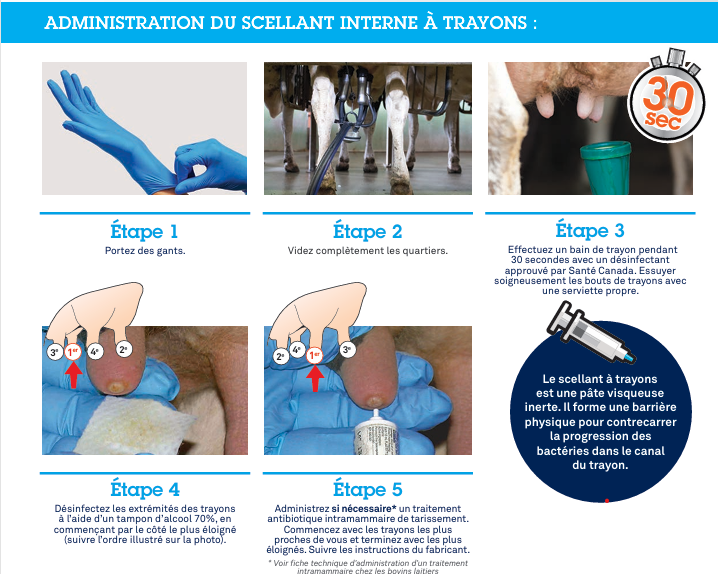 ADMINISTRATION DU SCELLANT INTERNE À TRAYONS :
30
sec
Étape 1
Portez des gants.
Étape 2
Videz complètement les quartiers.
Étape 3
Effectuez un bain de trayon pendant
30 secondes avec un désinfectant
approuvé par Santé Canada. Essuyer
soigneusement les bouts de trayons avec
une serviette propre.
3e 1er 4e 2e
Étape 4
Désinfectez les extrémités des trayons
à l'aide d'un tampon d'alcool 70%, en
commençant par le côté le plus éloigné
(suivre l'ordre illustré sur la photo).
2e 4e 1er 3e
Étape 5
Administrez si nécessaire* un traitement
antibiotique intramammaire de tarissement.
Commencez avec les trayons les plus
proches de vous et terminez avec les plus
éloignés. Suivre les instructions du fabricant.
* Voir fiche technique d'administration d'un traitement
intramammaire chez les bovins laitiers
Le scellant à trayons
est une pâte visqueuse
inerte. Il forme une barrière
physique pour contrecarrer
la progression des
bactéries dans le canal
du trayon.